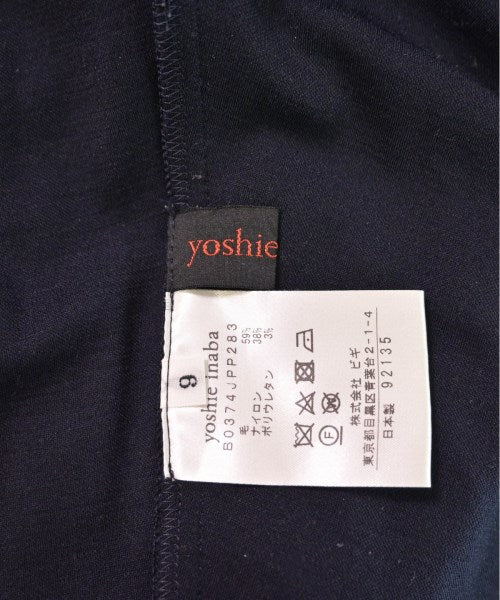 yoshie
9
yoshie inaba
B0374JPP283
毛 59%
ナイロン 38%
ポリウレタン 3%
F
株式会社 ビギ
東京都目黒区青葉台2-1-4
日本製 92135